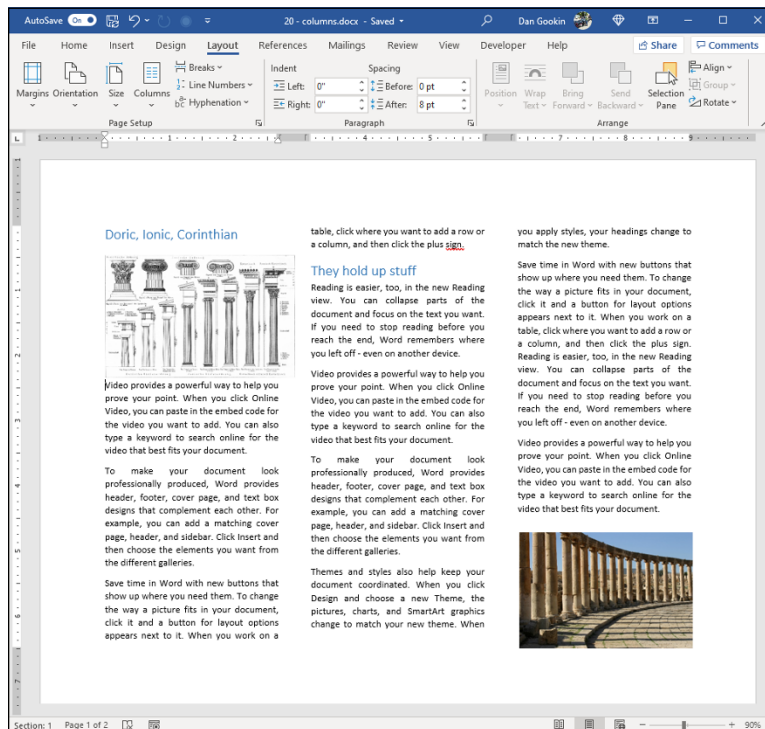 AutoSave On 20 - columns.docx - Saved Dan Gookin
File Home Insert Design Layout References Mailings Review View Developer Help Share Comments
Margins Orientation Size Columns
Breaks
Line Numbers
Hyphenation
Page Setup
Indent Spacing
Left: 0" Before: 0 pt
Right: 0" After: 8 pt
Paragraph
Position Wrap Text Bring Forward Send Backward Selection Pane
Align
Group
Rotate
Arrange
Doric, Ionic, Corinthian
Video provides a powerful way to help you
prove your point. When you click Online
Video, you can paste in the embed code for
the video you want to add. You can also
type a keyword to search online for the
video that best fits your document.
To make your document look
professionally produced, Word provides
header, footer, cover page, and text box
designs that complement each other. For
example, you can add a matching cover
page, header, and sidebar. Click Insert and
then choose the elements you want from
the different galleries.
Save time in Word with new buttons that
show up where you need them. To change
the way a picture fits in your document,
click it and a button for layout options
appears next to it. When you work on a
table, click where you want to add a row or
a column, and then click the plus sign.
They hold up stuff
Reading is easier, too, in the new Reading
view. You can collapse parts of the
document and focus on the text you want.
If you need to stop reading before you
reach the end, Word remembers where
you left off - even on another device.
Video provides a powerful way to help you
prove your point. When you click Online
Video, you can paste in the embed code for
the video you want to add. You can also
type a keyword to search online for the
video that best fits your document.
To make your document look
professionally produced, Word provides
header, footer, cover page, and text box
designs that complement each other. For
example, you can add a matching cover
page, header, and sidebar. Click Insert and
then choose the elements you want from
the different galleries.
Themes and styles also help keep your
document coordinated. When you click
Design and choose a new Theme, the
pictures, charts, and SmartArt graphics
change to match your new theme. When
you apply styles, your headings change to
match the new theme.
Save time in Word with new buttons that
show up where you need them. To change
the way a picture fits in your document,
click it and a button for layout options
appears next to it. When you work on a
table, click where you want to add a row or
a column, and then click the plus sign.
Reading is easier, too, in the new Reading
view. You can collapse parts of the
document and focus on the text you want.
If you need to stop reading before you
reach the end, Word remembers where
you left off - even on another device.
Video provides a powerful way to help you
prove your point. When you click Online
Video, you can paste in the embed code for
the video you want to add. You can also
type a keyword to search online for the
video that best fits your document.
Section: 1 Page 1 of 2 90%